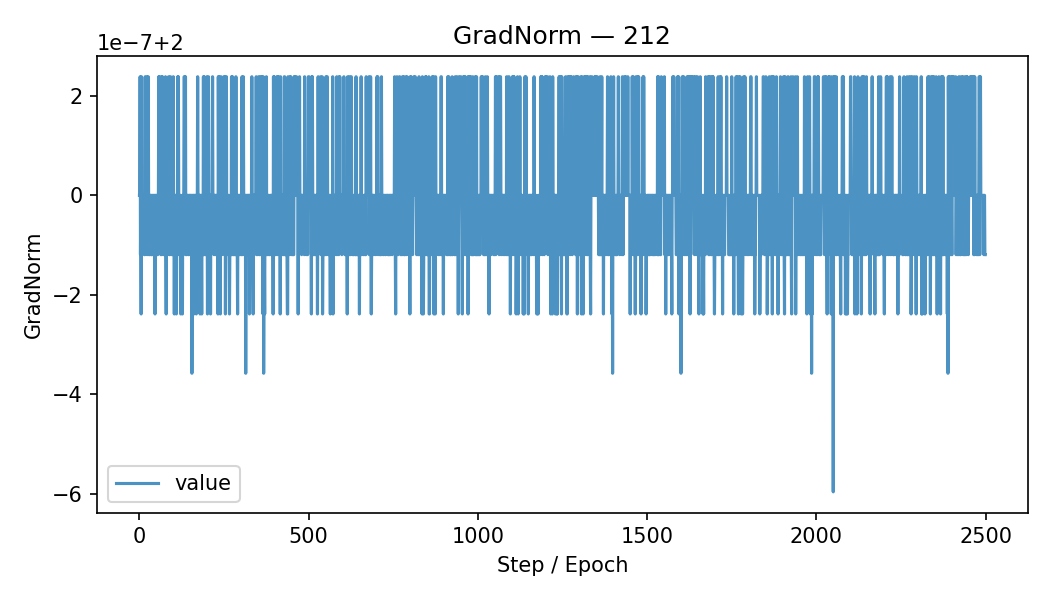 GradNorm — 212
1e−7+2
2
0
−2
−4
−6
GradNorm
value
0 500 1000 1500 2000 2500
Step / Epoch